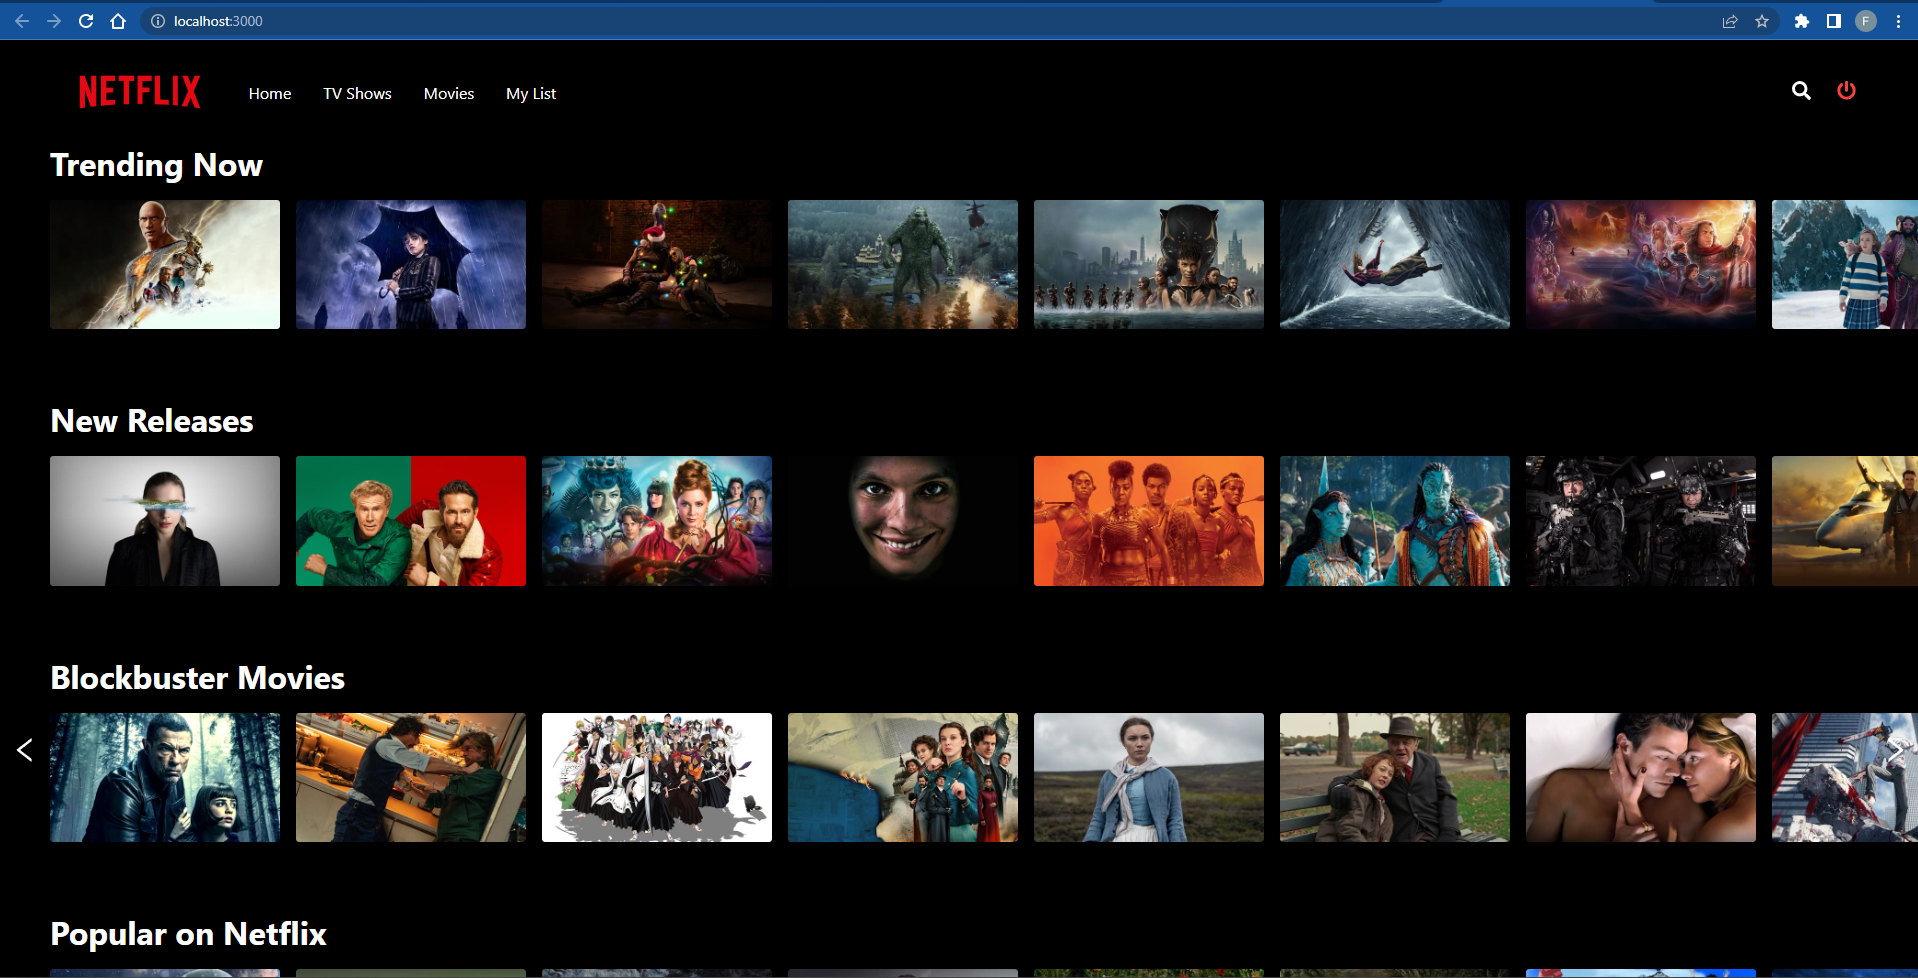 localhost:3000
F
NETFLIX
Home
TV Shows
Movies
My List
Trending Now
New Releases
Blockbuster Movies
Popular on Netflix